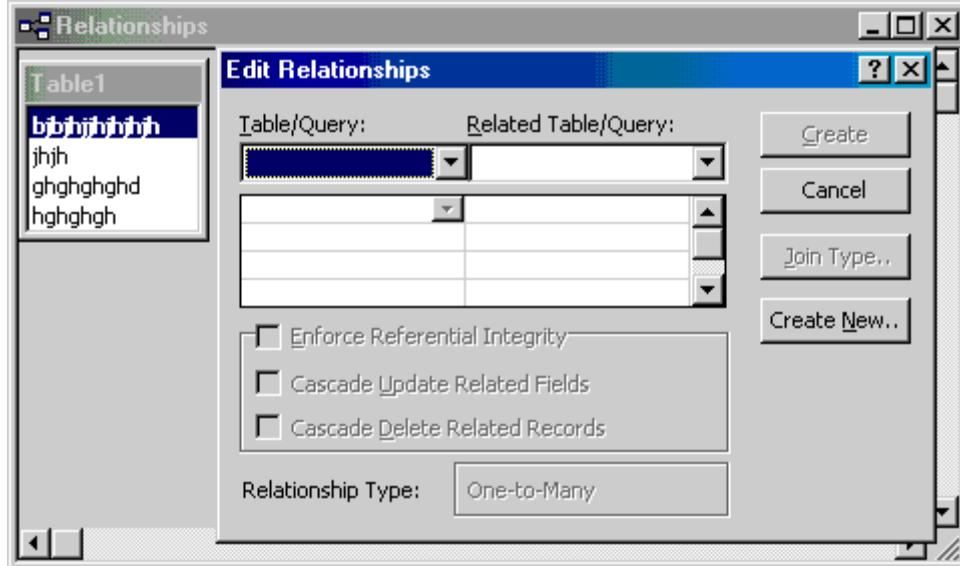 Relationships
Table1
bjbjhjjhjhjhjh
jhjh
ghghghghd
hghghgh
Edit Relationships
Table/Query:
Related Table/Query:
Create
Cancel
Join Type..
Create New..
Enforce Referential Integrity
Cascade Update Related Fields
Cascade Delete Related Records
Relationship Type:
One-to-Many